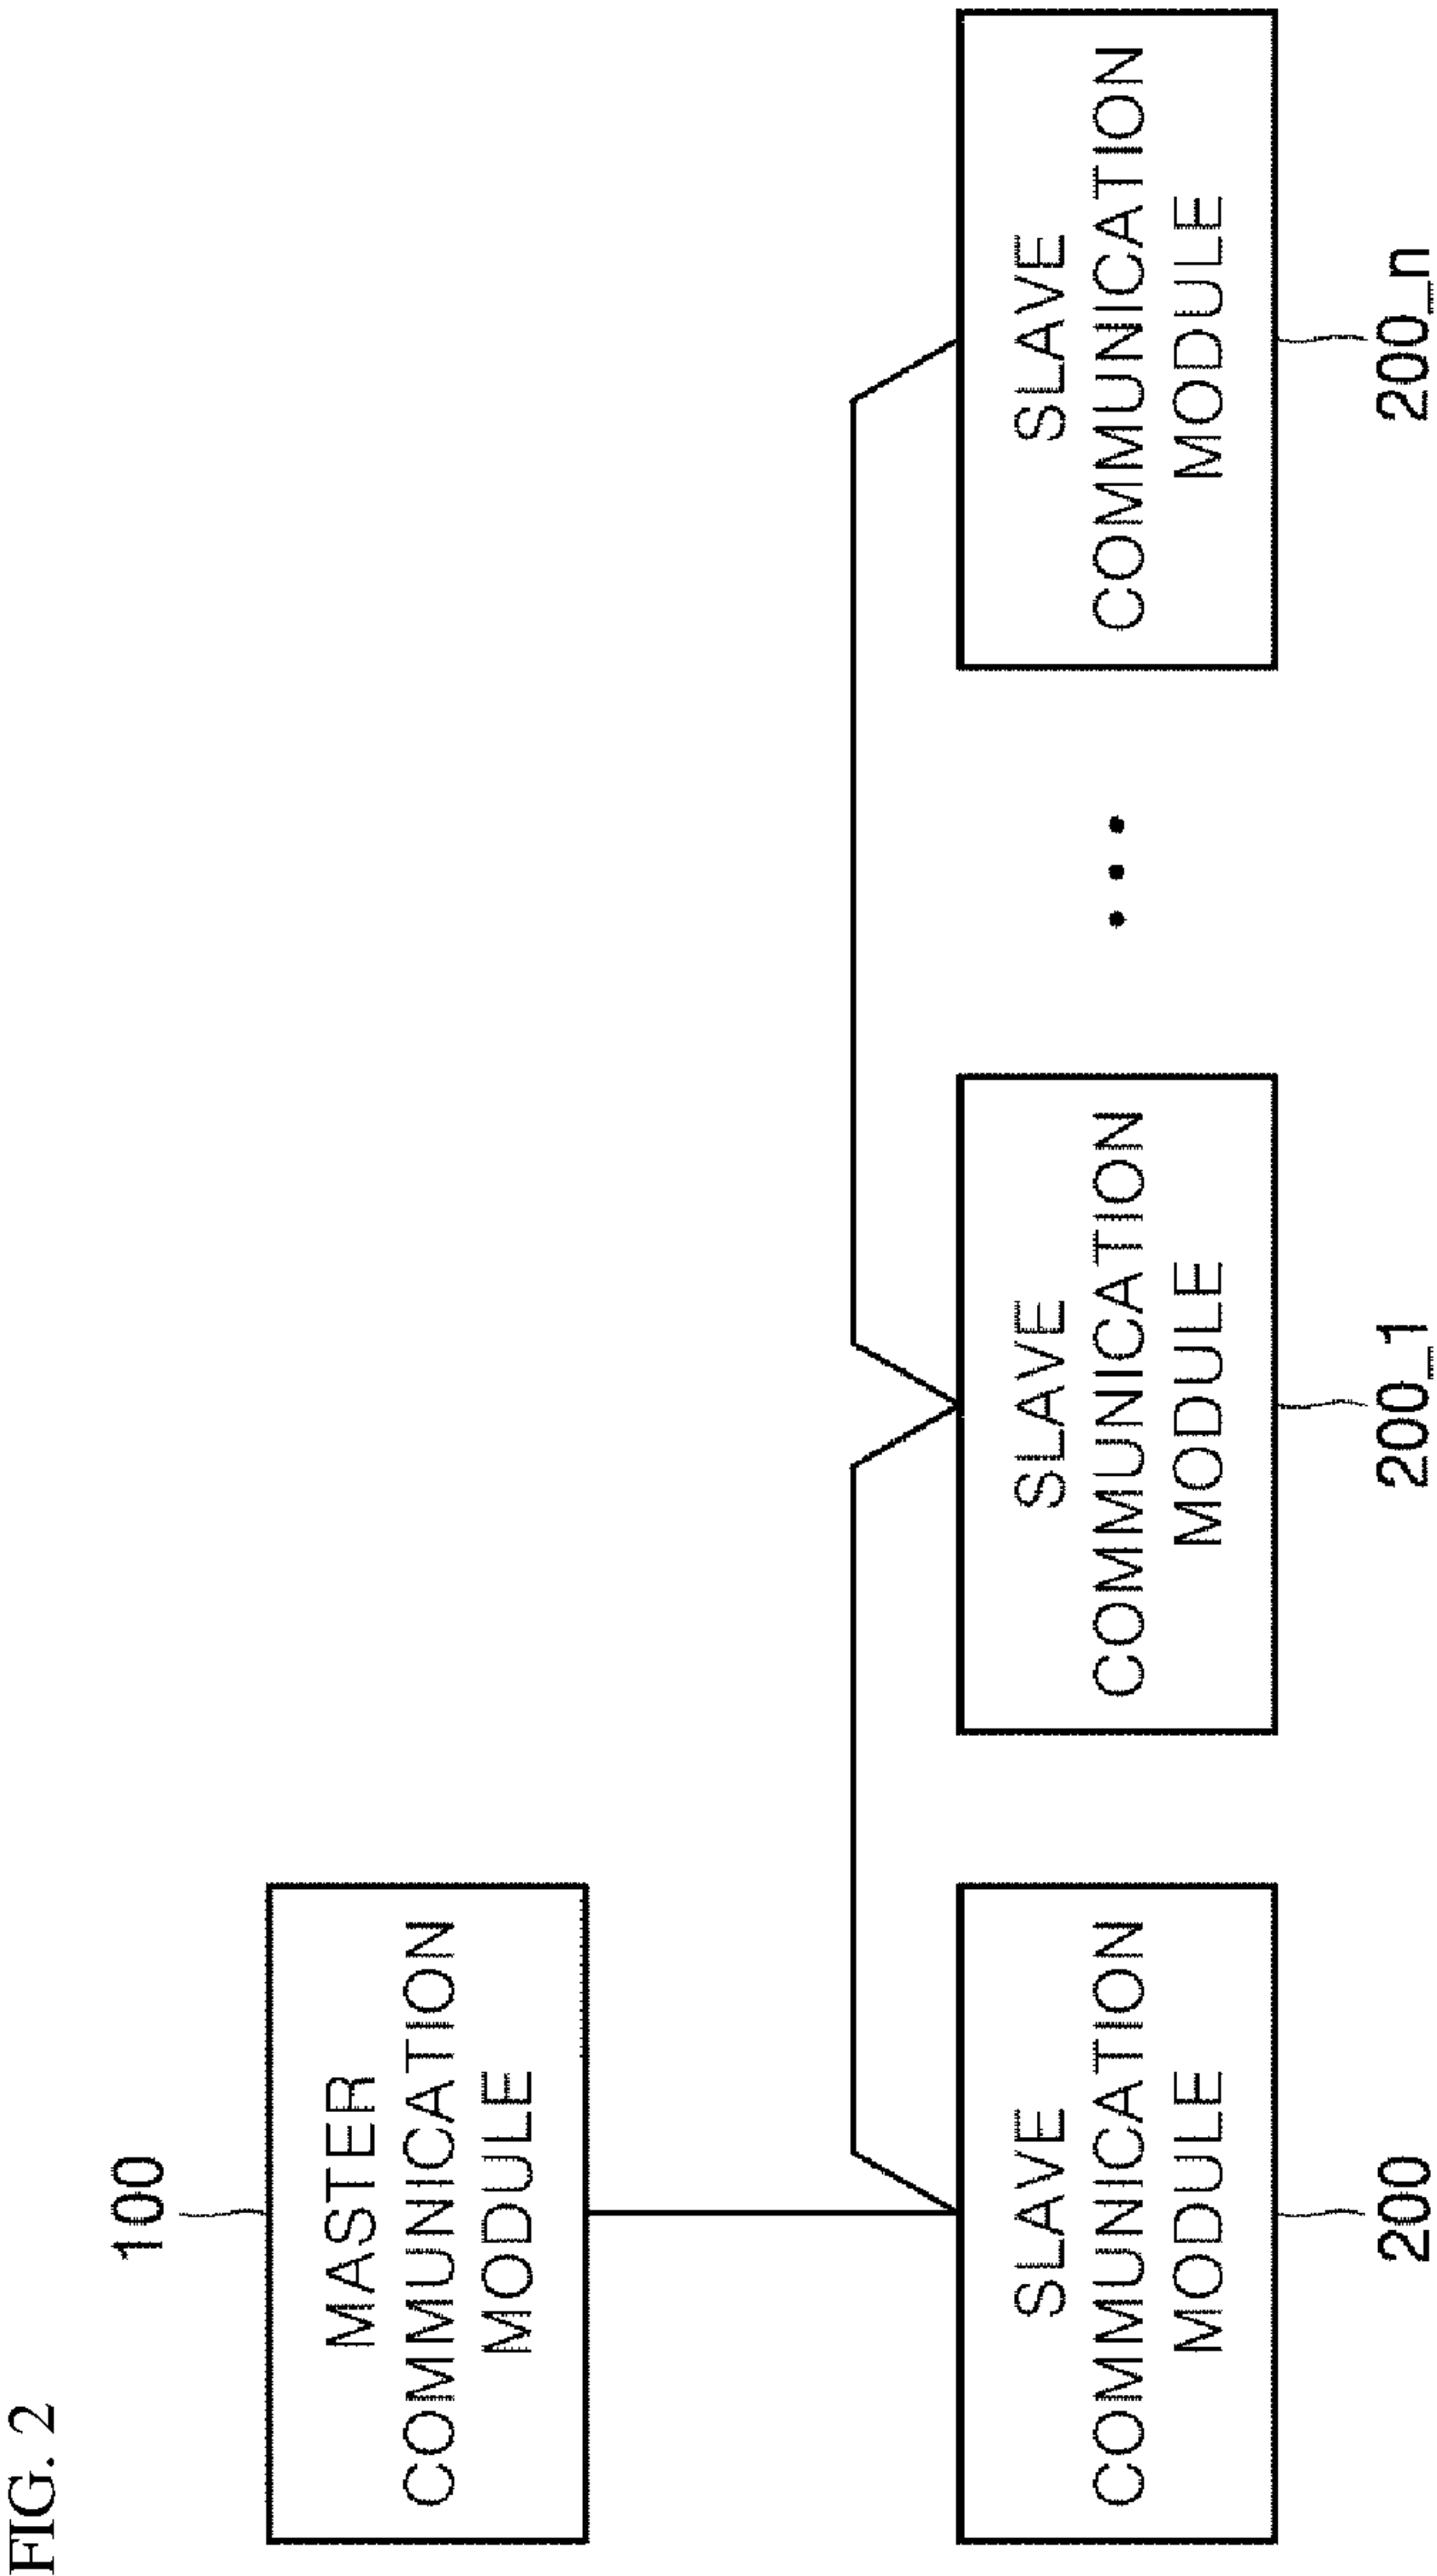 FIG. 2
100
MASTER
COMMUNICATION
MODULE
SLAVE
COMMUNICATION
MODULE
200
SLAVE
COMMUNICATION
MODULE
200_1
SLAVE
COMMUNICATION
MODULE
200_n